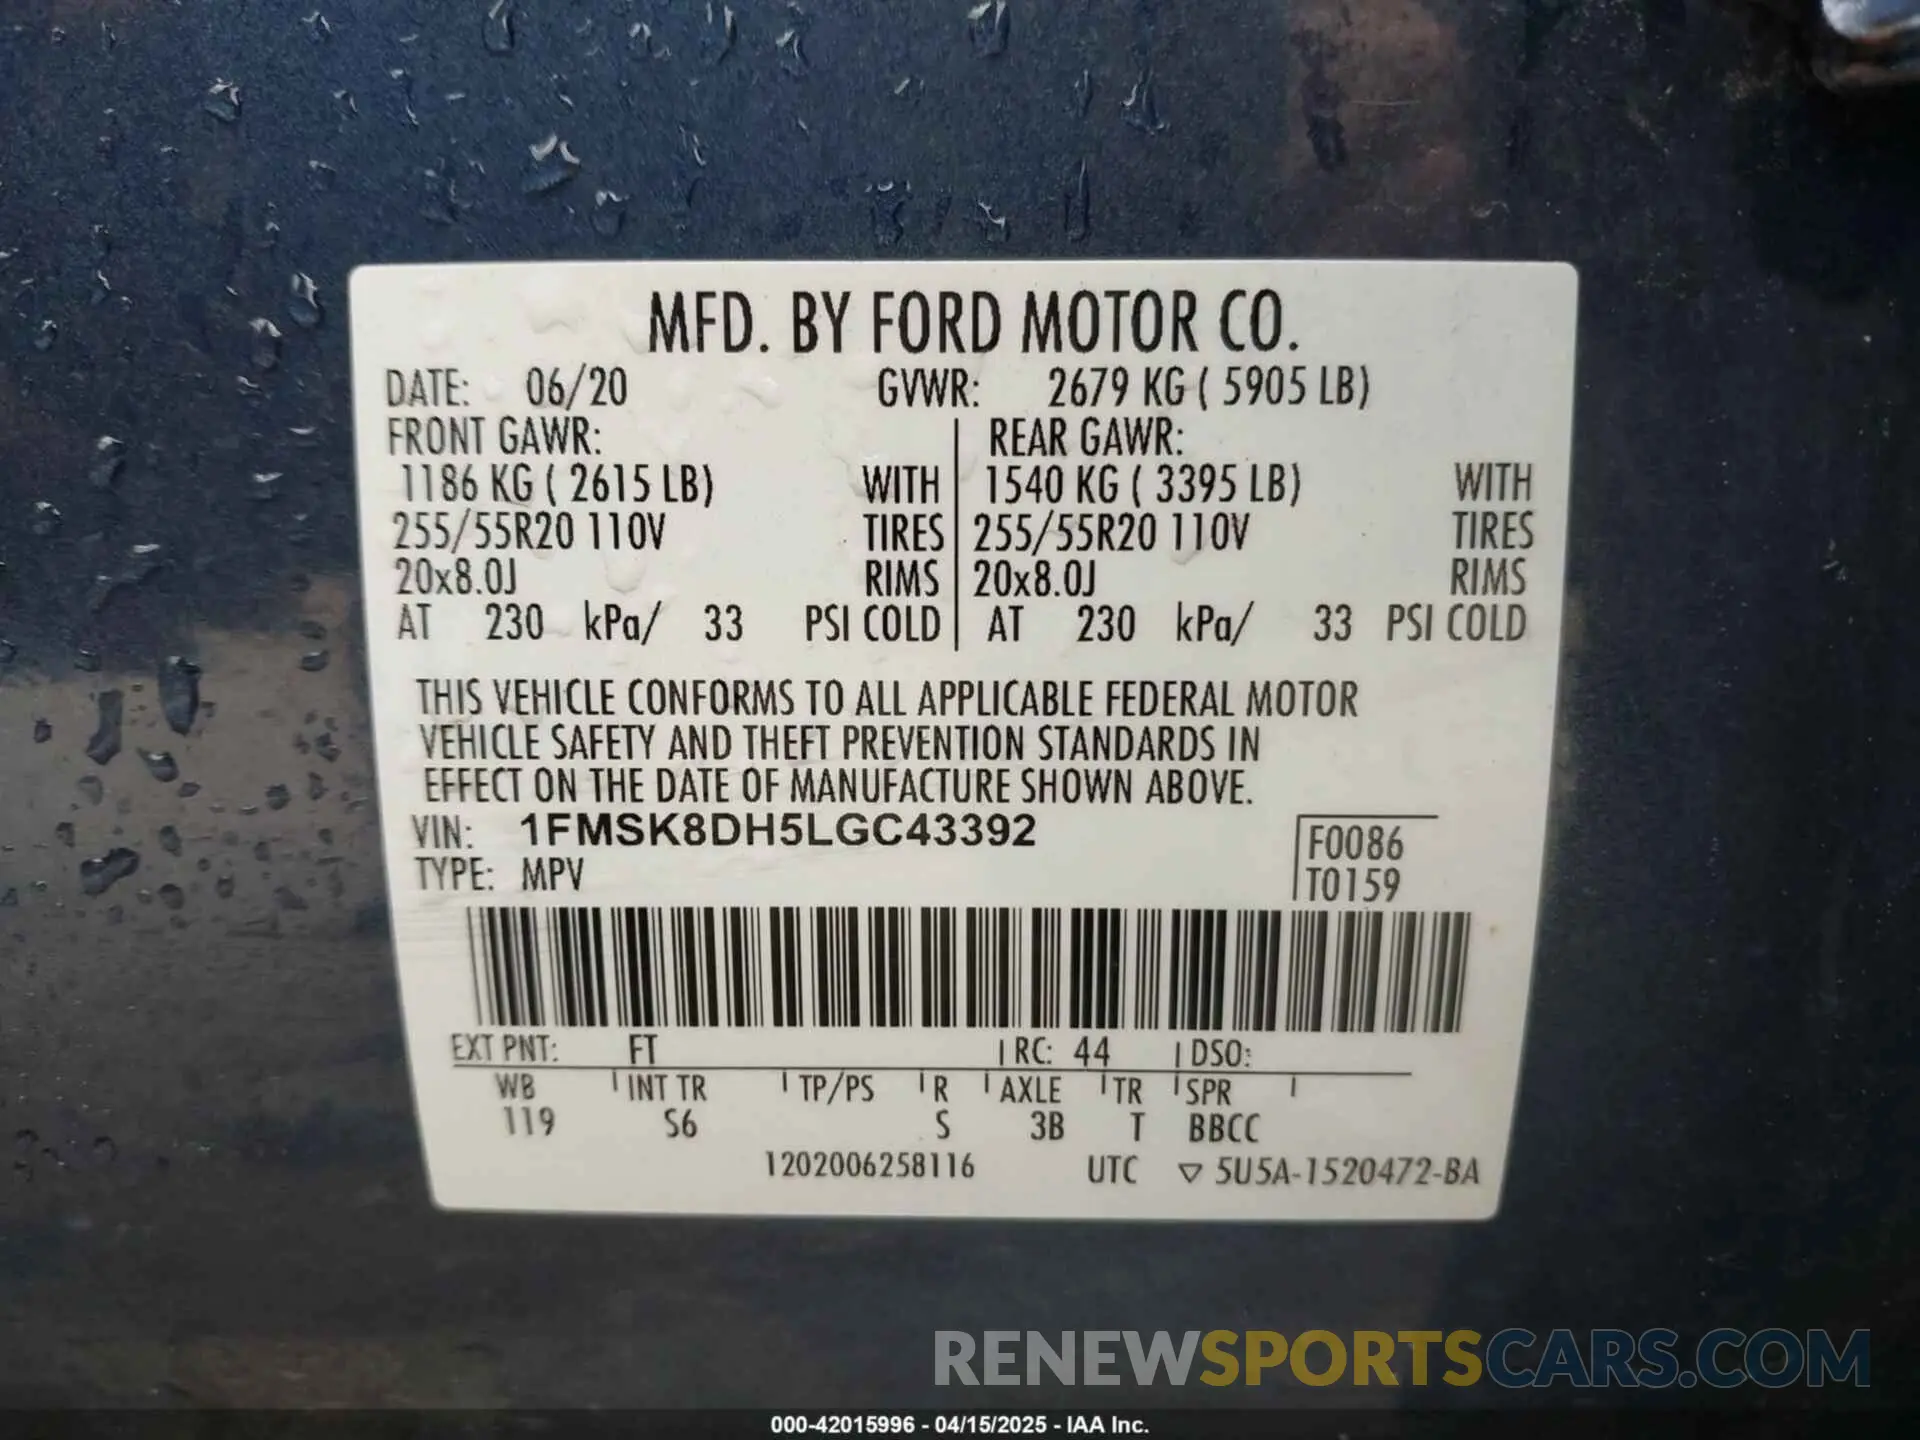 MFD. BY FORD MOTOR CO.
DATE: 06/20 GVWR: 2679 KG ( 5905 LB)
FRONT GAWR: REAR GAWR:
1186 KG ( 2615 LB) WITH 1540 KG ( 3395 LB) WITH
255/55R20 110V TIRES 255/55R20 110V TIRES
20x8.0J RIMS 20x8.0J RIMS
AT 230 kPa/ 33 PSI COLD AT 230 kPa/ 33 PSI COLD
THIS VEHICLE CONFORMS TO ALL APPLICABLE FEDERAL MOTOR
VEHICLE SAFETY AND THEFT PREVENTION STANDARDS IN
EFFECT ON THE DATE OF MANUFACTURE SHOWN ABOVE.
VIN: 1FMSK8DH5LGC43392 F0086
TYPE: MPV T0159
EXT PNT: FT RC: 44 DSO:
WB INT TR TP/PS R AXLE TR SPR
119 S6 S 3B T BBCC
1202006258116 UTC ▽ 5U5A-1520472-BA
RENEWSPORTSCARS.COM
000-42015996 - 04/15/2025 - IAA Inc.